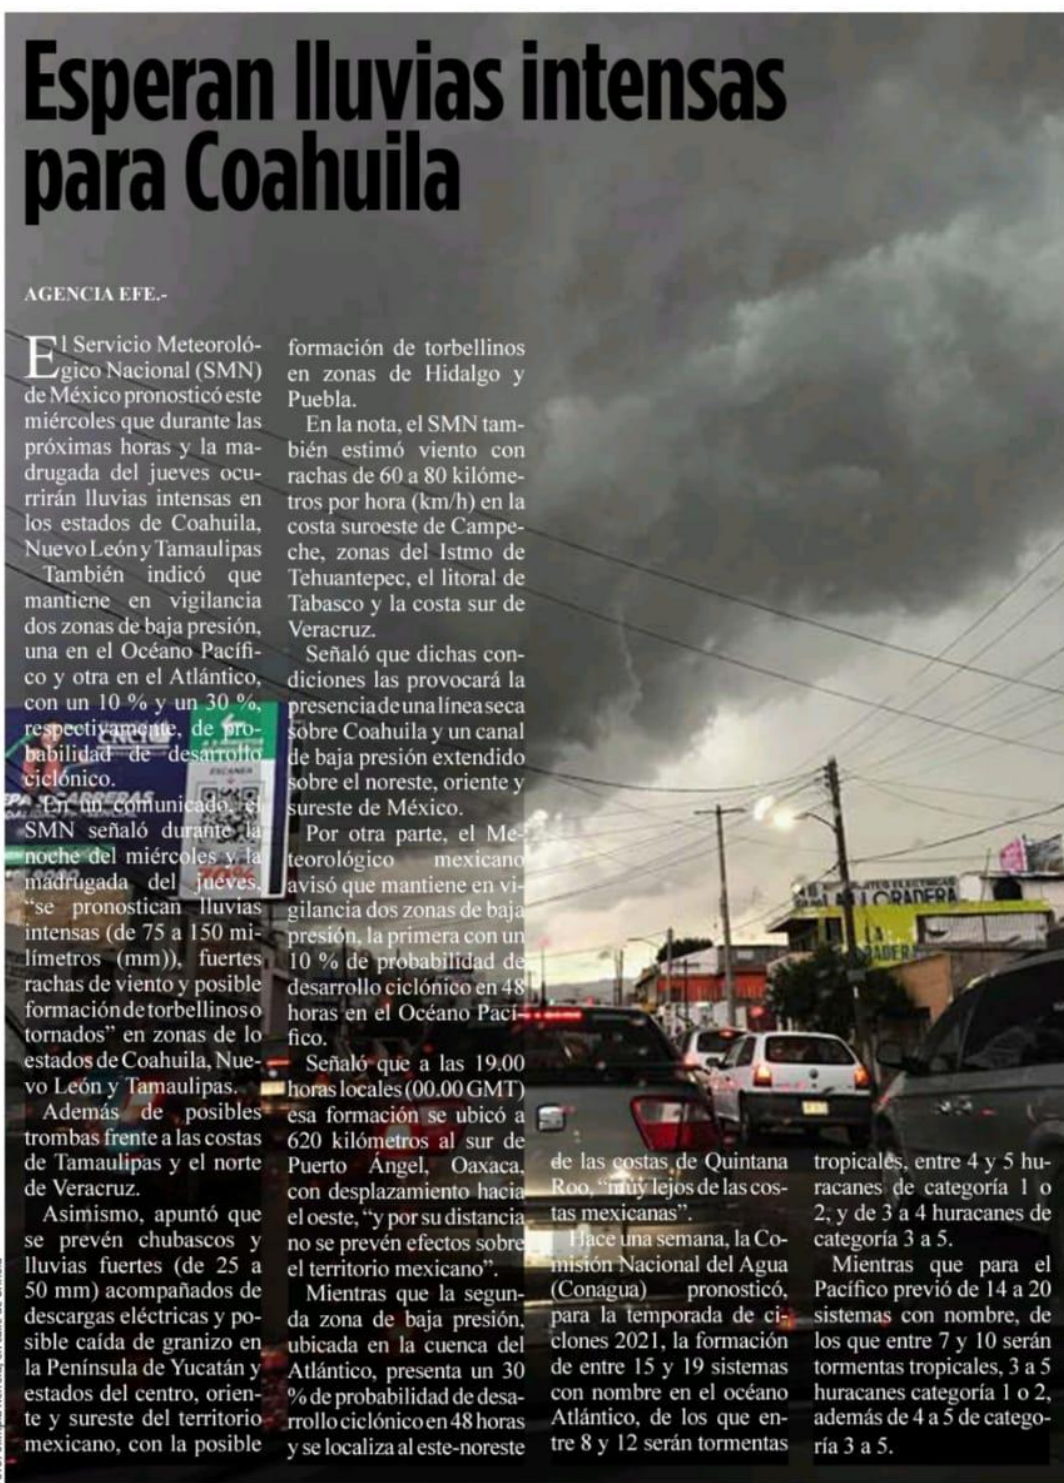 Esperan lluvias intensas
para Coahuila
AGENCIA EFE.-
El Servicio Meteoroló-
gico Nacional (SMN)
de México pronosticó este
miércoles que durante las
próximas horas y la ma-
drugada del jueves ocu-
rrirán lluvias intensas en
los estados de Coahuila,
Nuevo León y Tamaulipas
También indicó que
mantiene en vigilancia
dos zonas de baja presión,
una en el Océano Pacífi-
co y otra en el Atlántico,
con un 10 % y un 30 %,
respectivamente, de pro-
babilidad de desarrollo
ciclónico.
En un comunicado, el
SMN señaló durante la
noche del miércoles y la
madrugada del jueves,
“se pronostican lluvias
intensas (de 75 a 150 mi-
límetros (mm)), fuertes
rachas de viento y posible
formación de torbellinos o
tornados” en zonas de lo
estados de Coahuila, Nue-
vo León y Tamaulipas.
Además de posibles
trombas frente a las costas
de Tamaulipas y el norte
de Veracruz.
Asimismo, apuntó que
se prevén chubascos y
lluvias fuertes (de 25 a
50 mm) acompañados de
descargas eléctricas y po-
sible caída de granizo en
la Península de Yucatán y
estados del centro, orien-
te y sureste del territorio
mexicano, con la posible
formación de torbellinos
en zonas de Hidalgo y
Puebla.
En la nota, el SMN tam-
bién estimó viento con
rachas de 60 a 80 kilóme-
tros por hora (km/h) en la
costa suroeste de Campe-
che, zonas del Istmo de
Tehuantepec, el litoral de
Tabasco y la costa sur de
Veracruz.
Señaló que dichas con-
diciones las provocará la
presencia de una línea seca
sobre Coahuila y un canal
de baja presión extendido
sobre el noreste, oriente y
sureste de México.
Por otra parte, el Me-
teorológico mexicano
avisó que mantiene en vi-
gilancia dos zonas de baja
presión, la primera con un
10 % de probabilidad de
desarrollo ciclónico en 48
horas en el Océano Pací-
fico.
Señaló que a las 19.00
horas locales (00.00 GMT)
esa formación se ubicó a
620 kilómetros al sur de
Puerto Ángel, Oaxaca,
con desplazamiento hacia
el oeste, “y por su distancia
no se prevén efectos sobre
el territorio mexicano”.
Mientras que la segun-
da zona de baja presión,
ubicada en la cuenca del
Atlántico, presenta un 30
% de probabilidad de desa-
rrollo ciclónico en 48 horas
y se localiza al este-noreste
de las costas de Quintana
Roo, “muy lejos de las cos-
tas mexicanas”.
Hace una semana, la Co-
misión Nacional del Agua
(Conagua) pronosticó,
para la temporada de ci-
clones 2021, la formación
de entre 15 y 19 sistemas
con nombre en el océano
Atlántico, de los que en-
tre 8 y 12 serán tormentas
tropicales, entre 4 y 5 hu-
racanes de categoría 1 o
2, y de 3 a 4 huracanes de
categoría 3 a 5.
Mientras que para el
Pacífico previó de 14 a 20
sistemas con nombre, de
los que entre 7 y 10 serán
tormentas tropicales, 3 a 5
huracanes categoría 1 o 2,
además de 4 a 5 de catego-
ría 3 a 5.
ESCANEA
70%
CARRERAS